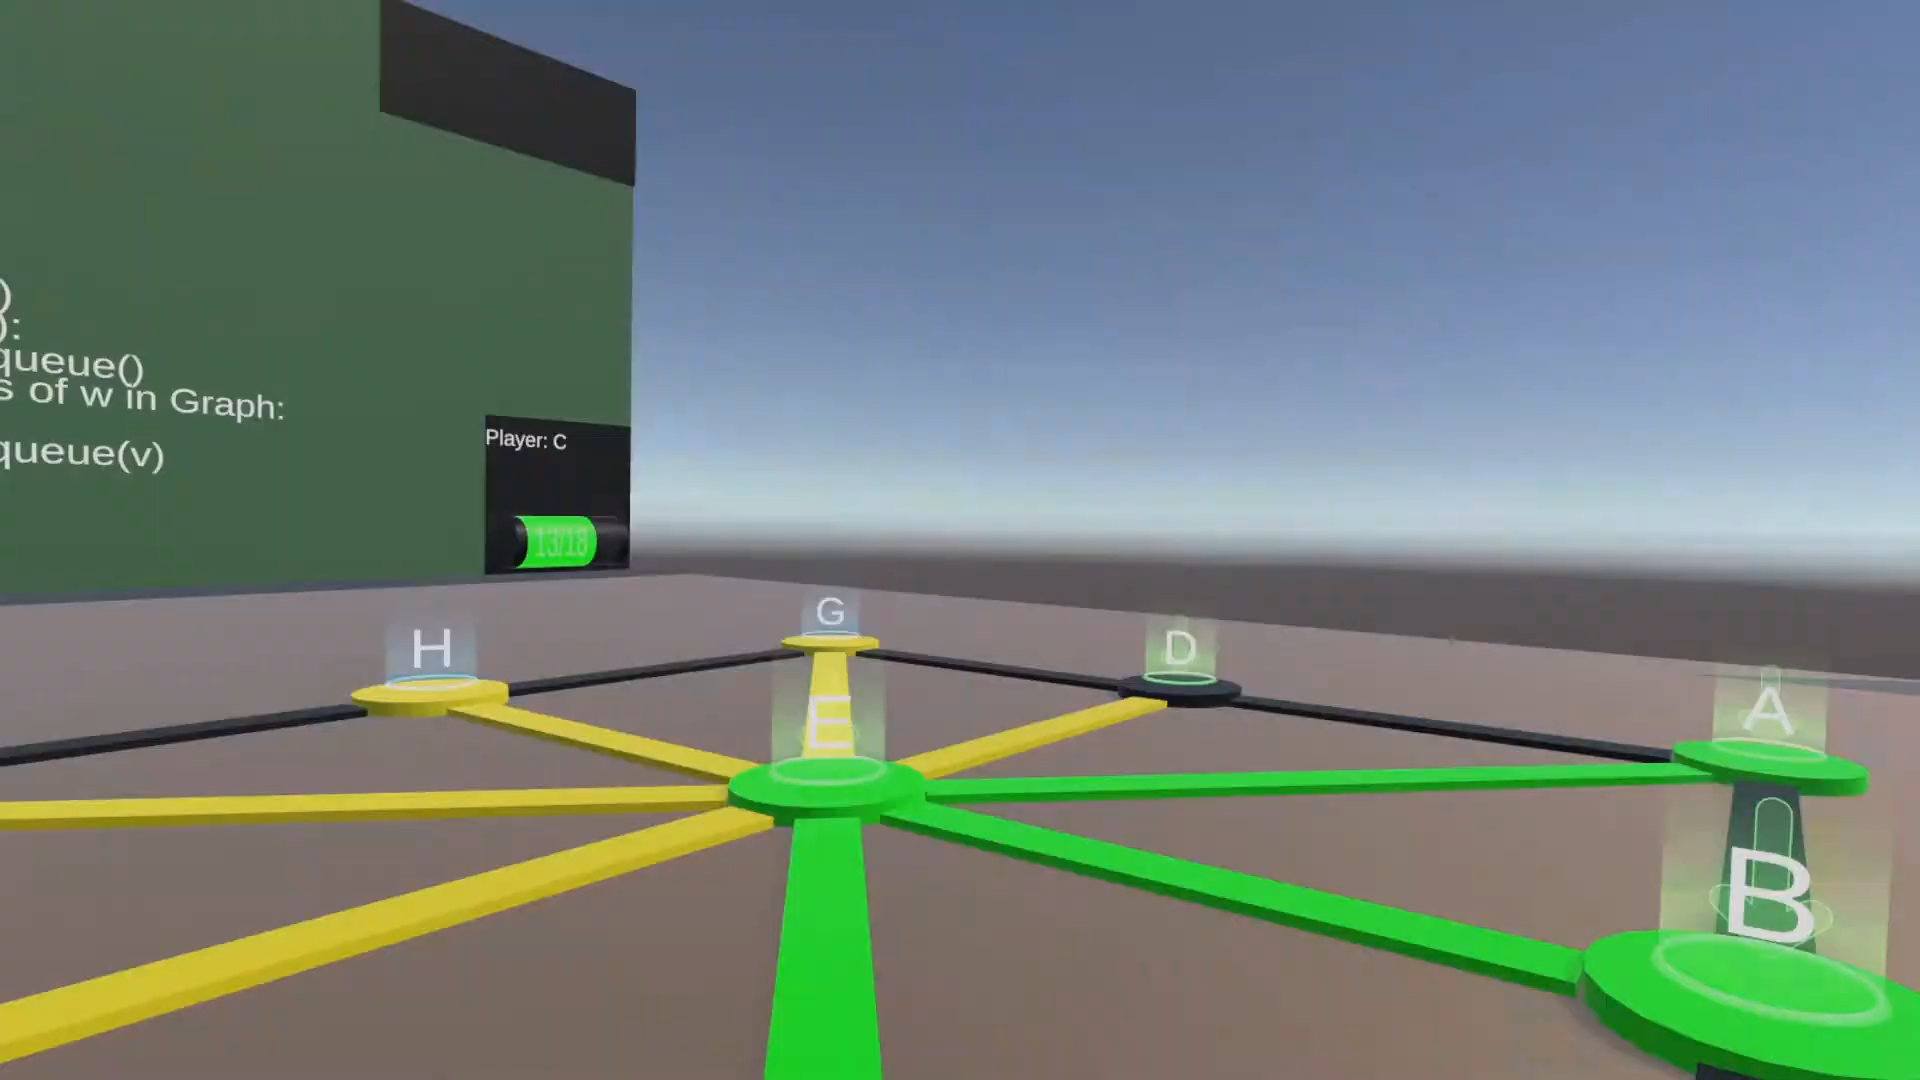 )
):
queue()
s of w in Graph:
queue(v)
Player: C
13/18
H
G
D
E
A
B